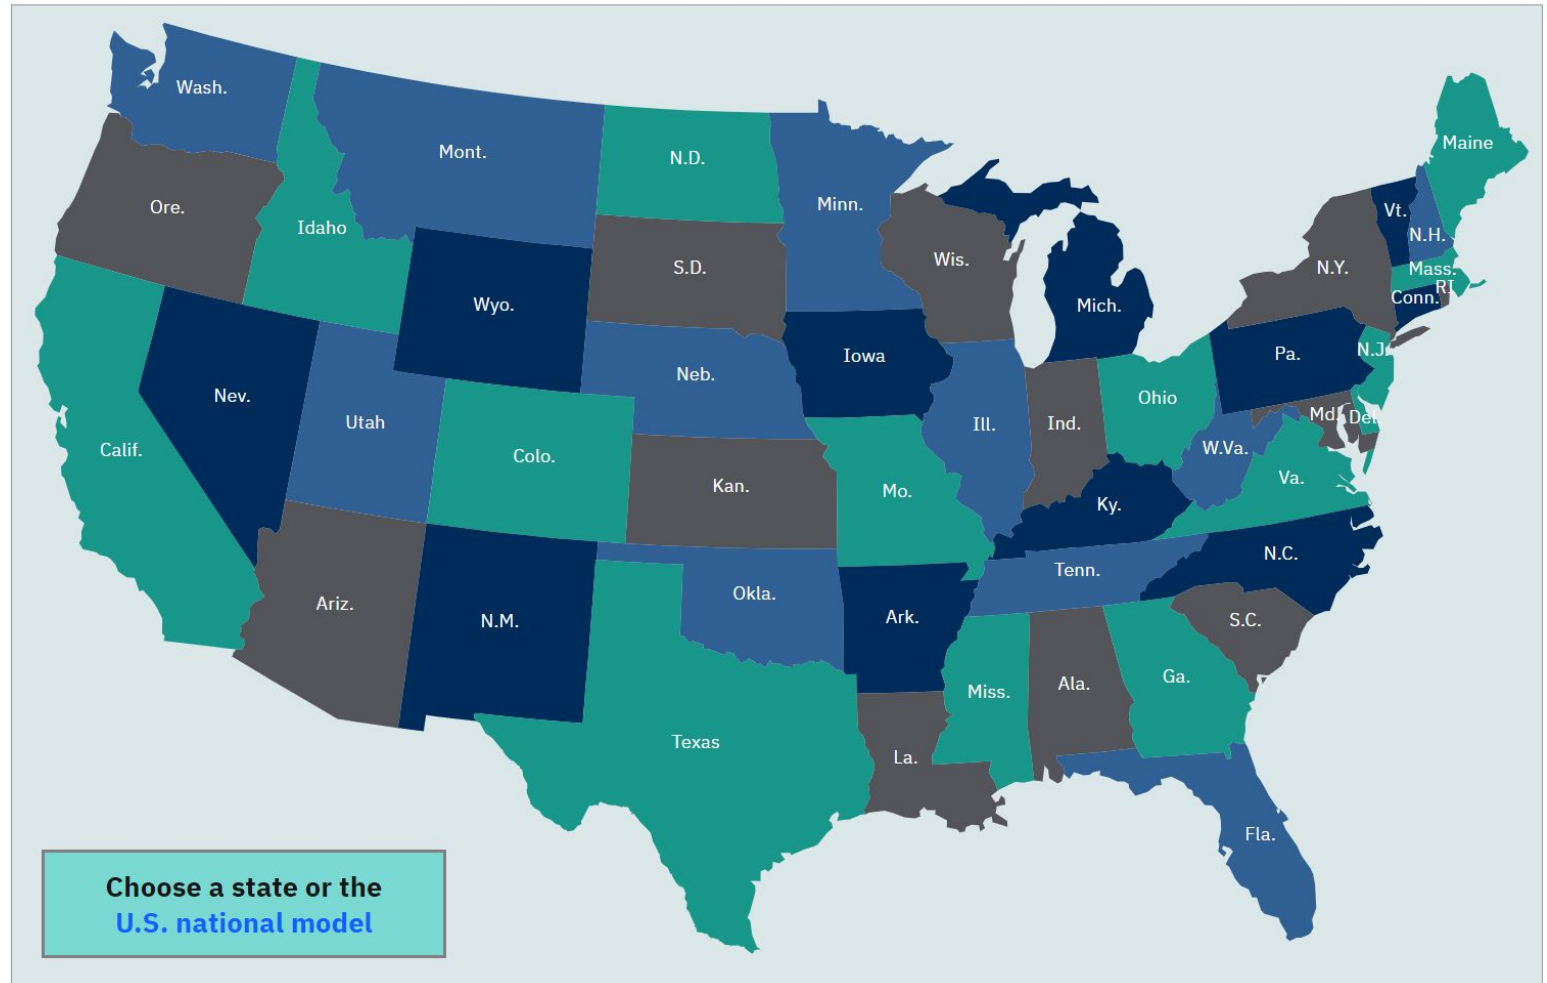 Wash.
Mont.
N.D.
Minn.
Maine
Ore.
Idaho
S.D.
Wis.
Mich.
N.Y.
Vt.
N.H.
Mass.
RI
Conn.
Wyo.
Iowa
Pa.
N.J.
Nev.
Utah
Neb.
Ill.
Ind.
Ohio
Md.
Del.
Calif.
Colo.
Kan.
Mo.
W.Va.
Va.
Ky.
Ariz.
N.M.
Okla.
Ark.
Tenn.
N.C.
S.C.
Texas
La.
Miss.
Ala.
Ga.
Fla.
Choose a state or the
U.S. national model